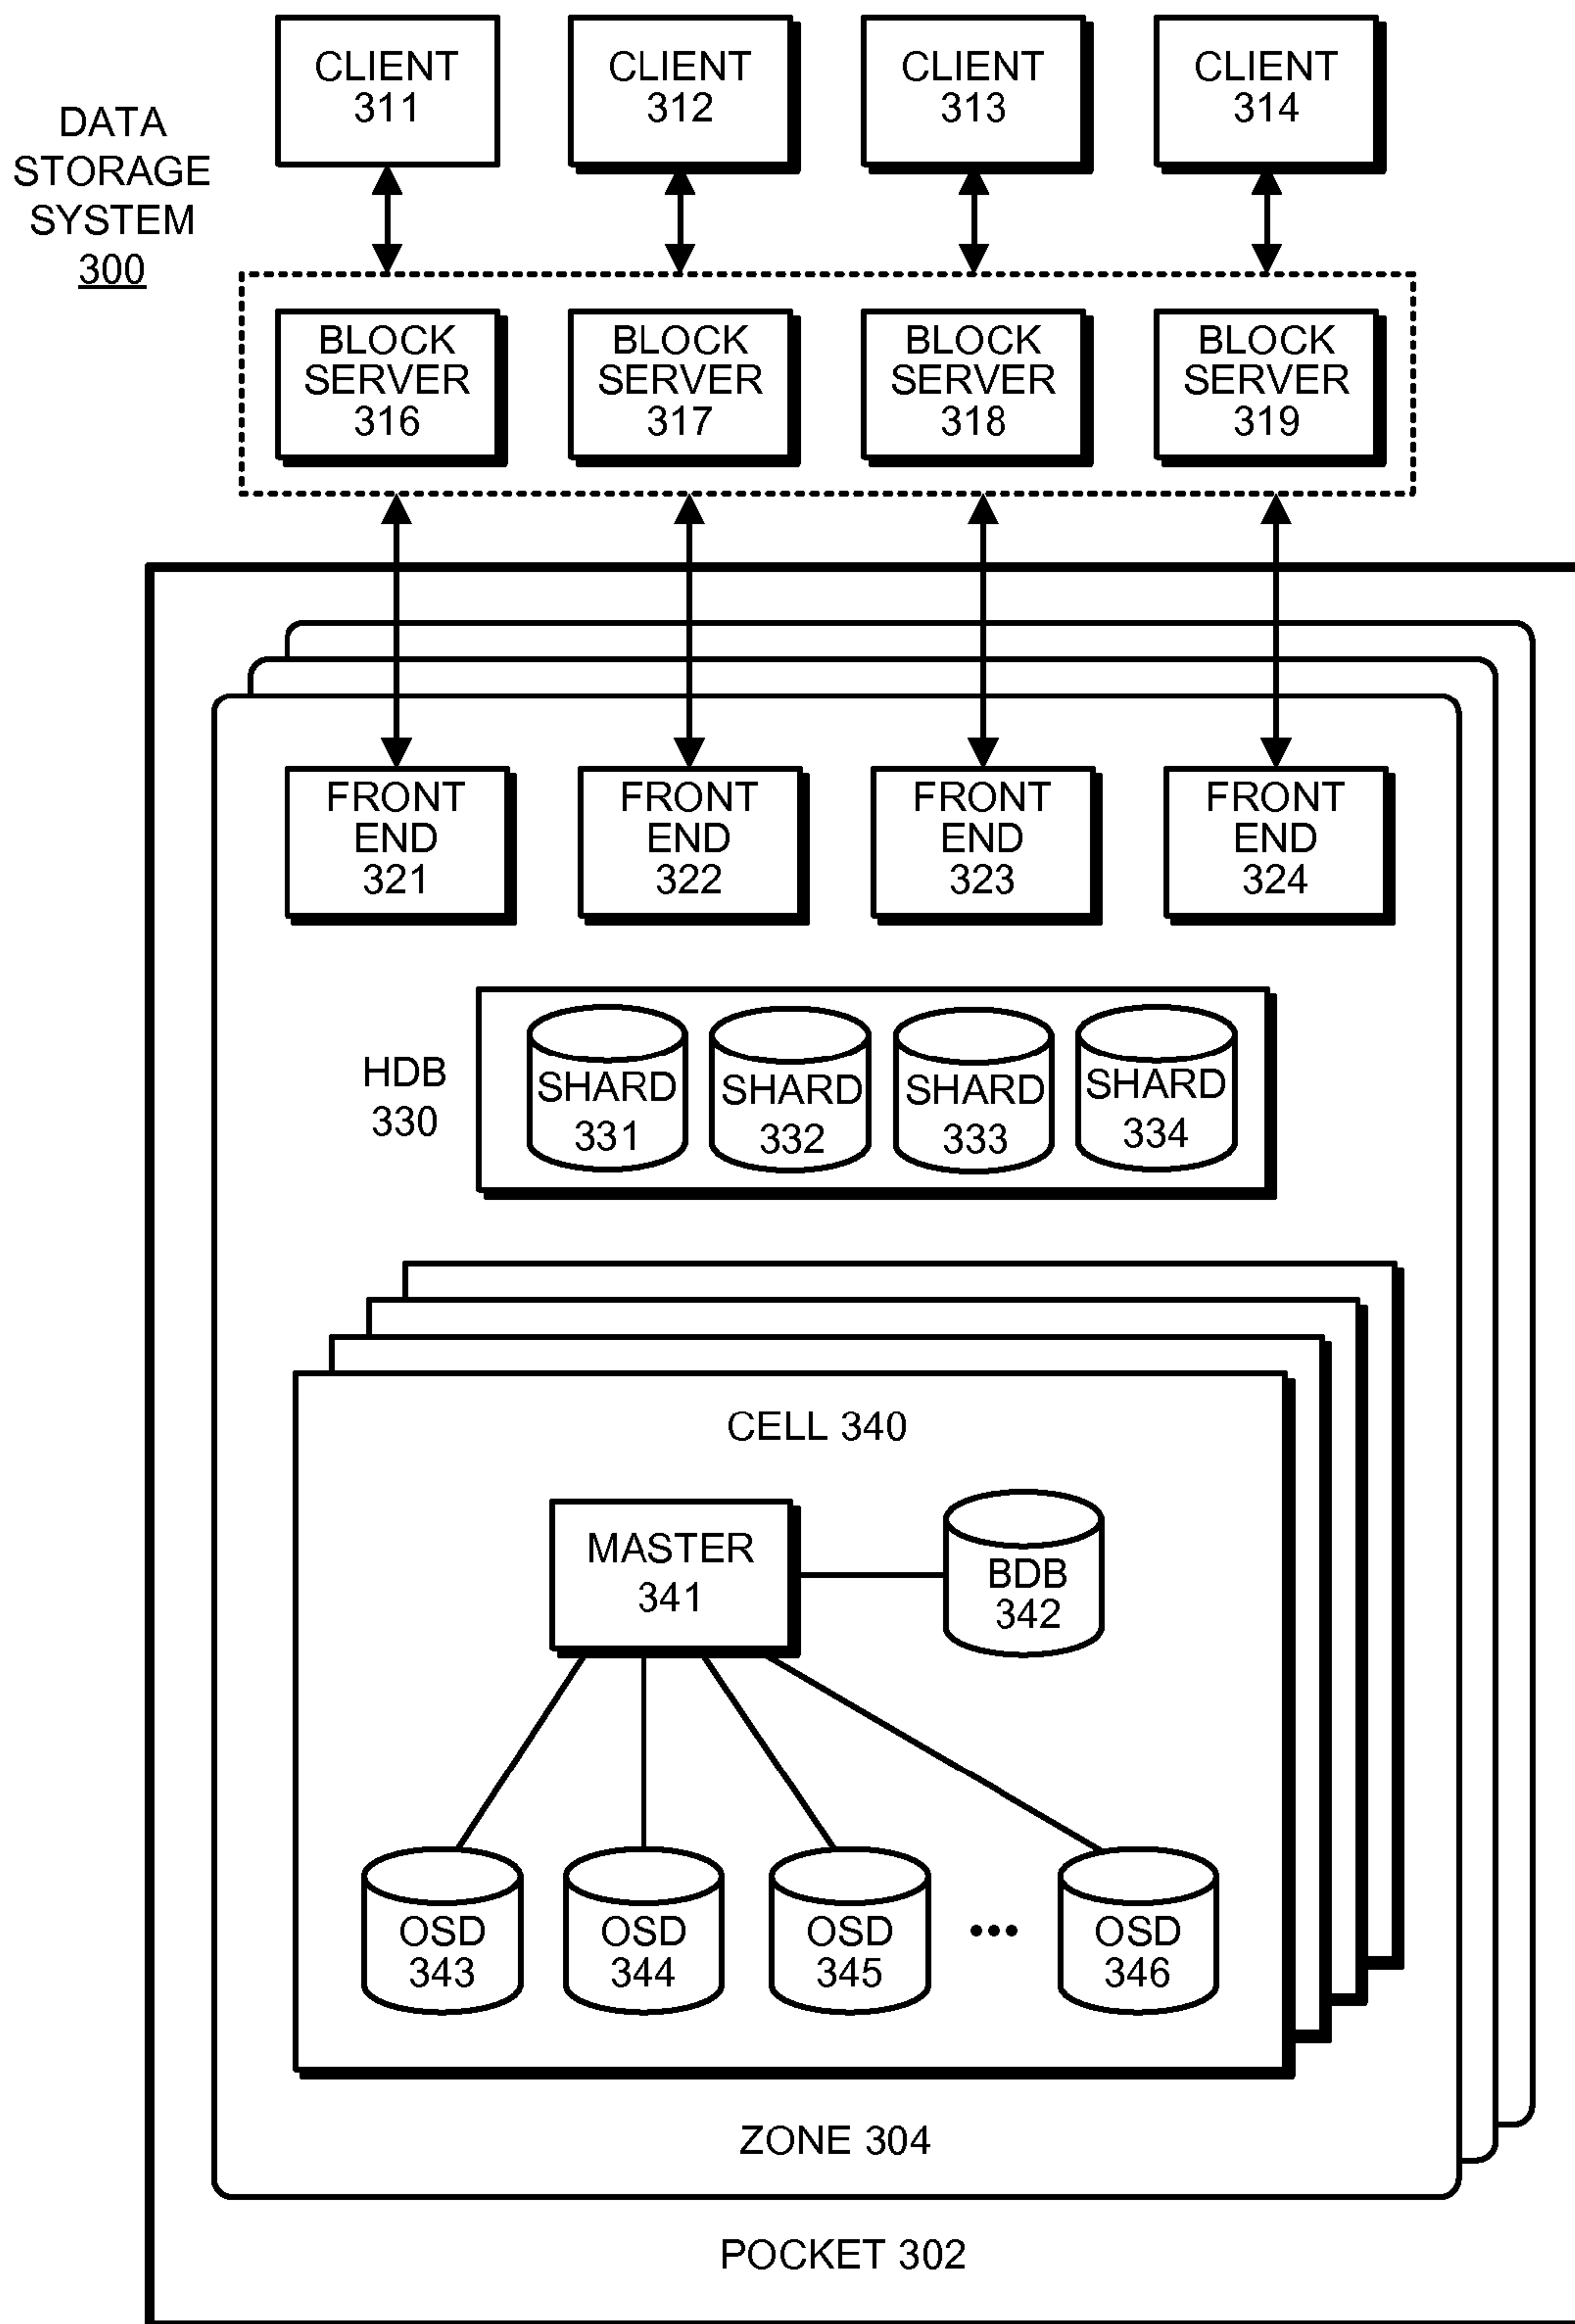 DATA
STORAGE
SYSTEM
300
CLIENT
311
CLIENT
312
CLIENT
313
CLIENT
314
BLOCK
SERVER
316
BLOCK
SERVER
317
BLOCK
SERVER
318
BLOCK
SERVER
319
FRONT
END
321
FRONT
END
322
FRONT
END
323
FRONT
END
324
HDB
330
SHARD
331
SHARD
332
SHARD
333
SHARD
334
CELL 340
MASTER
341
BDB
342
OSD
343
OSD
344
OSD
345
•••
OSD
346
ZONE 304
POCKET 302